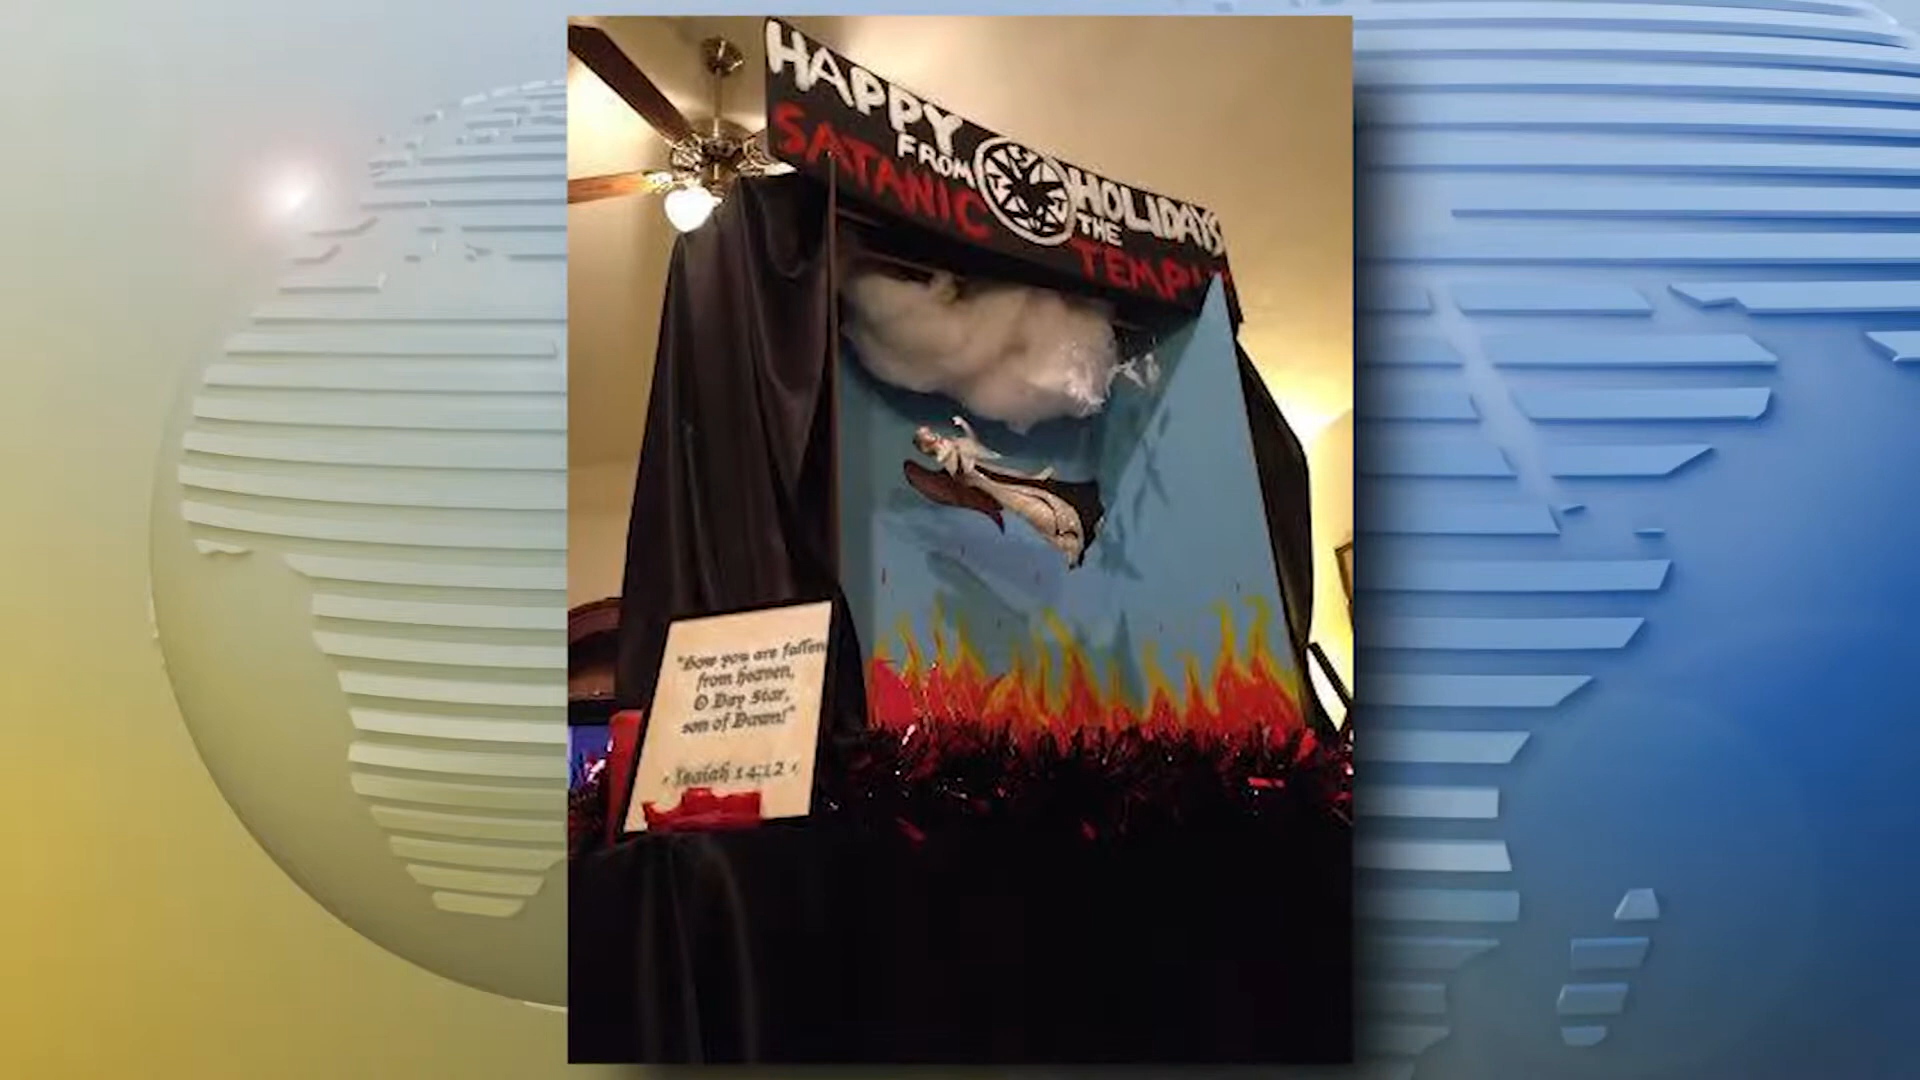 HAPPY HOLIDAYS
FROM THE
SATANIC TEMPLE
"How you are fallen
from heaven,
O Day Star,
son of Dawn!"
· Isaiah 14:12 ·